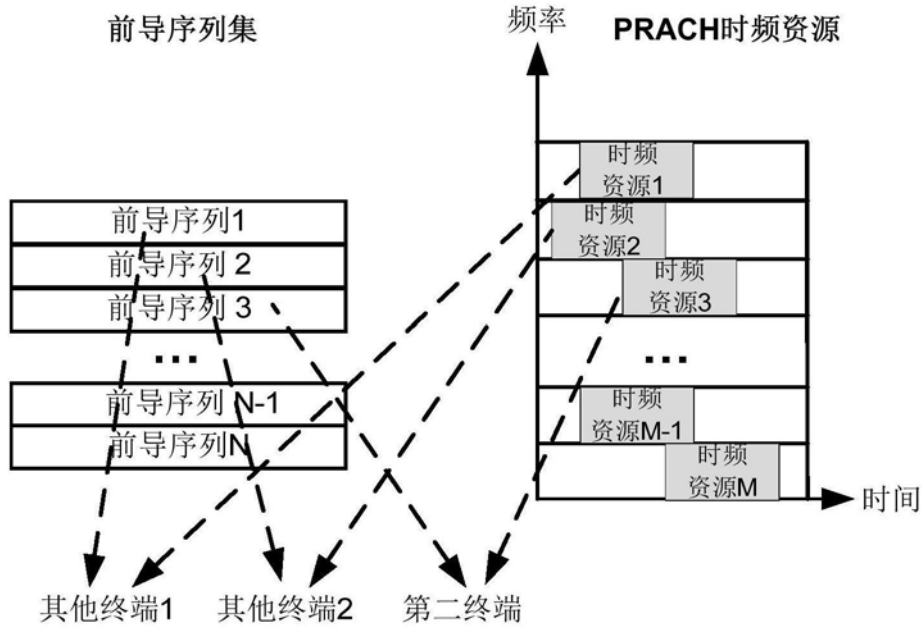 前导序列集
频率
PRACH时频资源
前导序列1
前导序列 2
前导序列 3
...
前导序列 N-1
前导序列N
时频
资源1
时频
资源2
时频
资源3
...
时频
资源M-1
时频
资源M
时间
其他终端1
其他终端2
第二终端